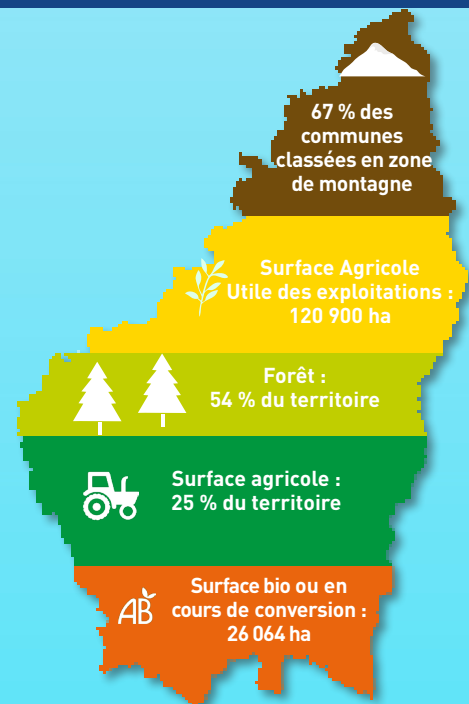 67 % des
communes
classées en zone
de montagne
Surface Agricole
Utile des exploitations :
120 900 ha
Forêt :
54 % du territoire
Surface agricole :
25 % du territoire
AB
Surface bio ou en
cours de conversion :
26 064 ha